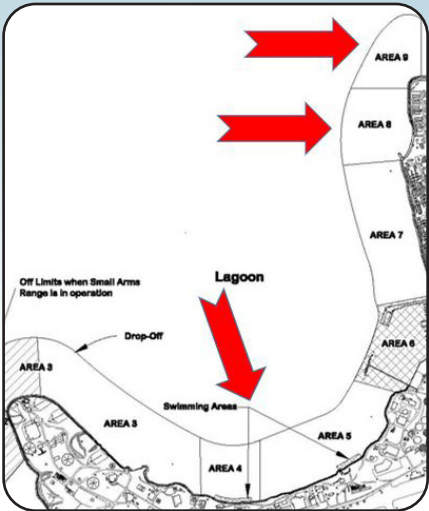 AREA 9
AREA 8
AREA 7
Lagoon
Off Limits when Small Arms
Range is in operation
Drop-Off
AREA 6
AREA 3
Swimming Areas
AREA 3
AREA 5
AREA 4